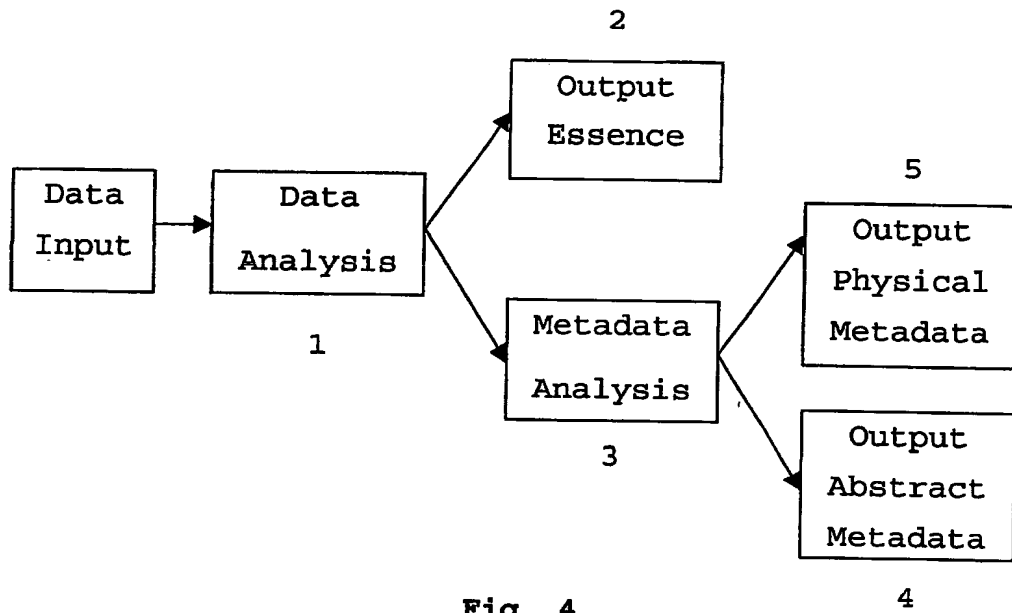 2
Output
Essence
Data
Input
Data
Analysis
1
5
Output
Physical
Metadata
Metadata
Analysis
3
Output
Abstract
Metadata
4
Fig. 4